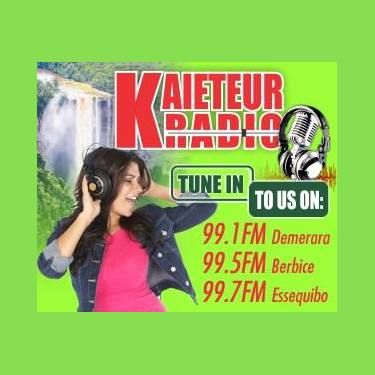 KAIETEUR
RADIO
TUNE IN
TO US ON:
99.1FM Demerara
99.5FM Berbice
99.7FM Essequibo